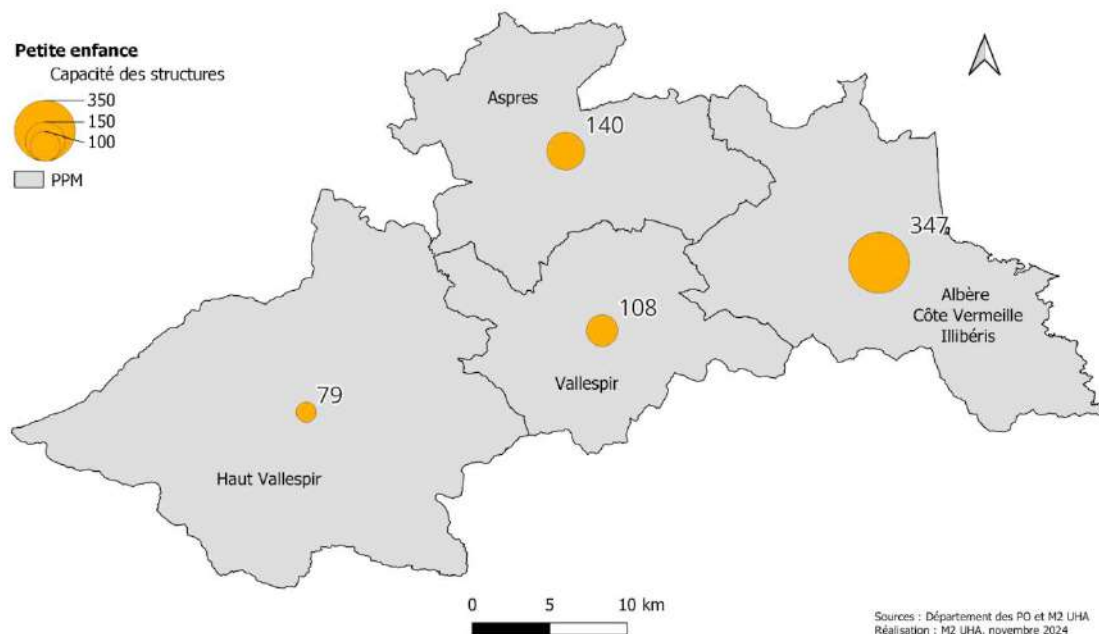 Petite enfance
Capacité des structures
350
150
100
PPM
Aspres
140
347
Albère
Côte Vermeille
Illibéris
108
Vallespir
79
Haut Vallespir
0 5 10 km
Sources : Département des PO et M2 UHA
Réalisation : M2 UHA, novembre 2024